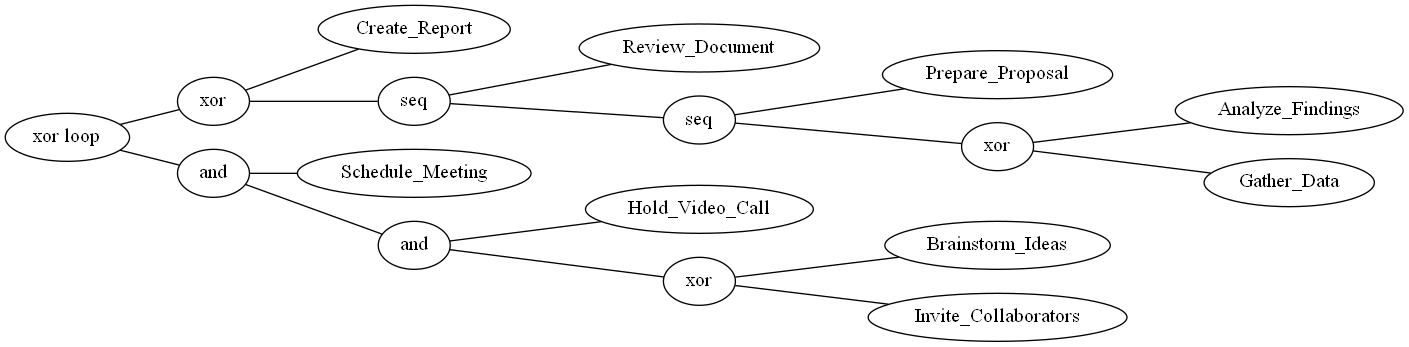 Create_Report
Review_Document
Prepare_Proposal
xor
seq
Analyze_Findings
seq
xor loop
xor
and
Schedule_Meeting
Gather_Data
Hold_Video_Call
and
Brainstorm_Ideas
xor
Invite_Collaborators